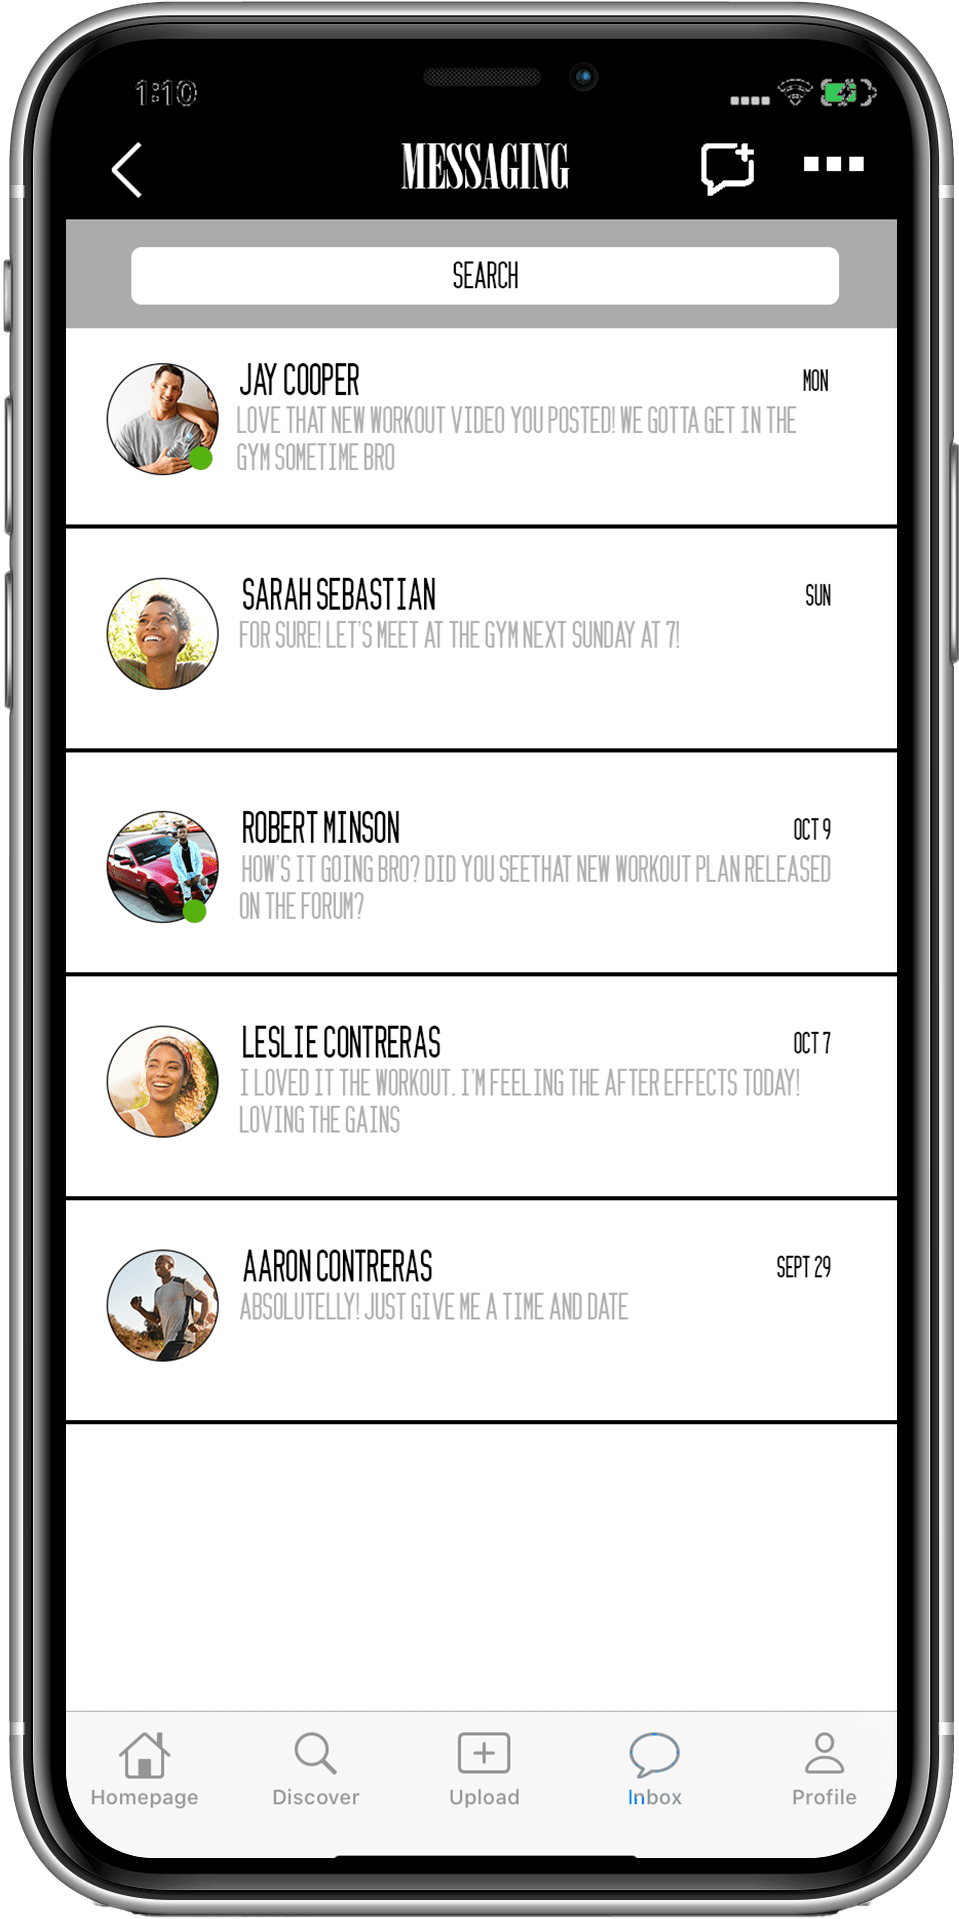 1:10
MESSAGING
SEARCH
JAY COOPER
MON
LOVE THAT NEW WORKOUT VIDEO YOU POSTED! WE GOTTA GET IN THE
GYM SOMETIME BRO
SARAH SEBASTIAN
SUN
FOR SURE! LET'S MEET AT THE GYM NEXT SUNDAY AT 7!
ROBERT MINSON
OCT 9
HOW'S IT GOING BRO? DID YOU SEETHAT NEW WORKOUT PLAN RELEASED
ON THE FORUM?
LESLIE CONTRERAS
OCT 7
I LOVED IT THE WORKOUT. I'M FEELING THE AFTER EFFECTS TODAY!
LOVING THE GAINS
AARON CONTRERAS
SEPT 29
ABSOLUTELLY! JUST GIVE ME A TIME AND DATE
Homepage
Discover
Upload
Inbox
Profile